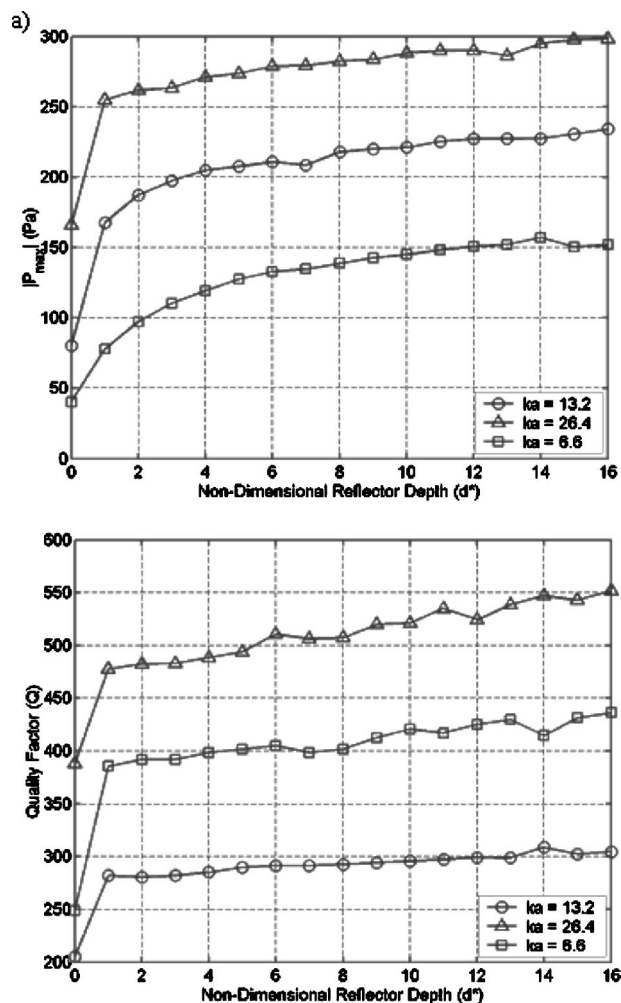 a)
300
250
200
150
100
50
0
|Pmax| (Pa)
ka = 13.2
ka = 26.4
ka = 6.6
0 2 4 6 8 10 12 14 16
Non-Dimensional Reflector Depth (d*)
600
550
500
450
400
350
300
250
200
Quality Factor (Q)
ka = 13.2
ka = 26.4
ka = 6.6
0 2 4 6 8 10 12 14 16
Non-Dimensional Reflector Depth (d*)